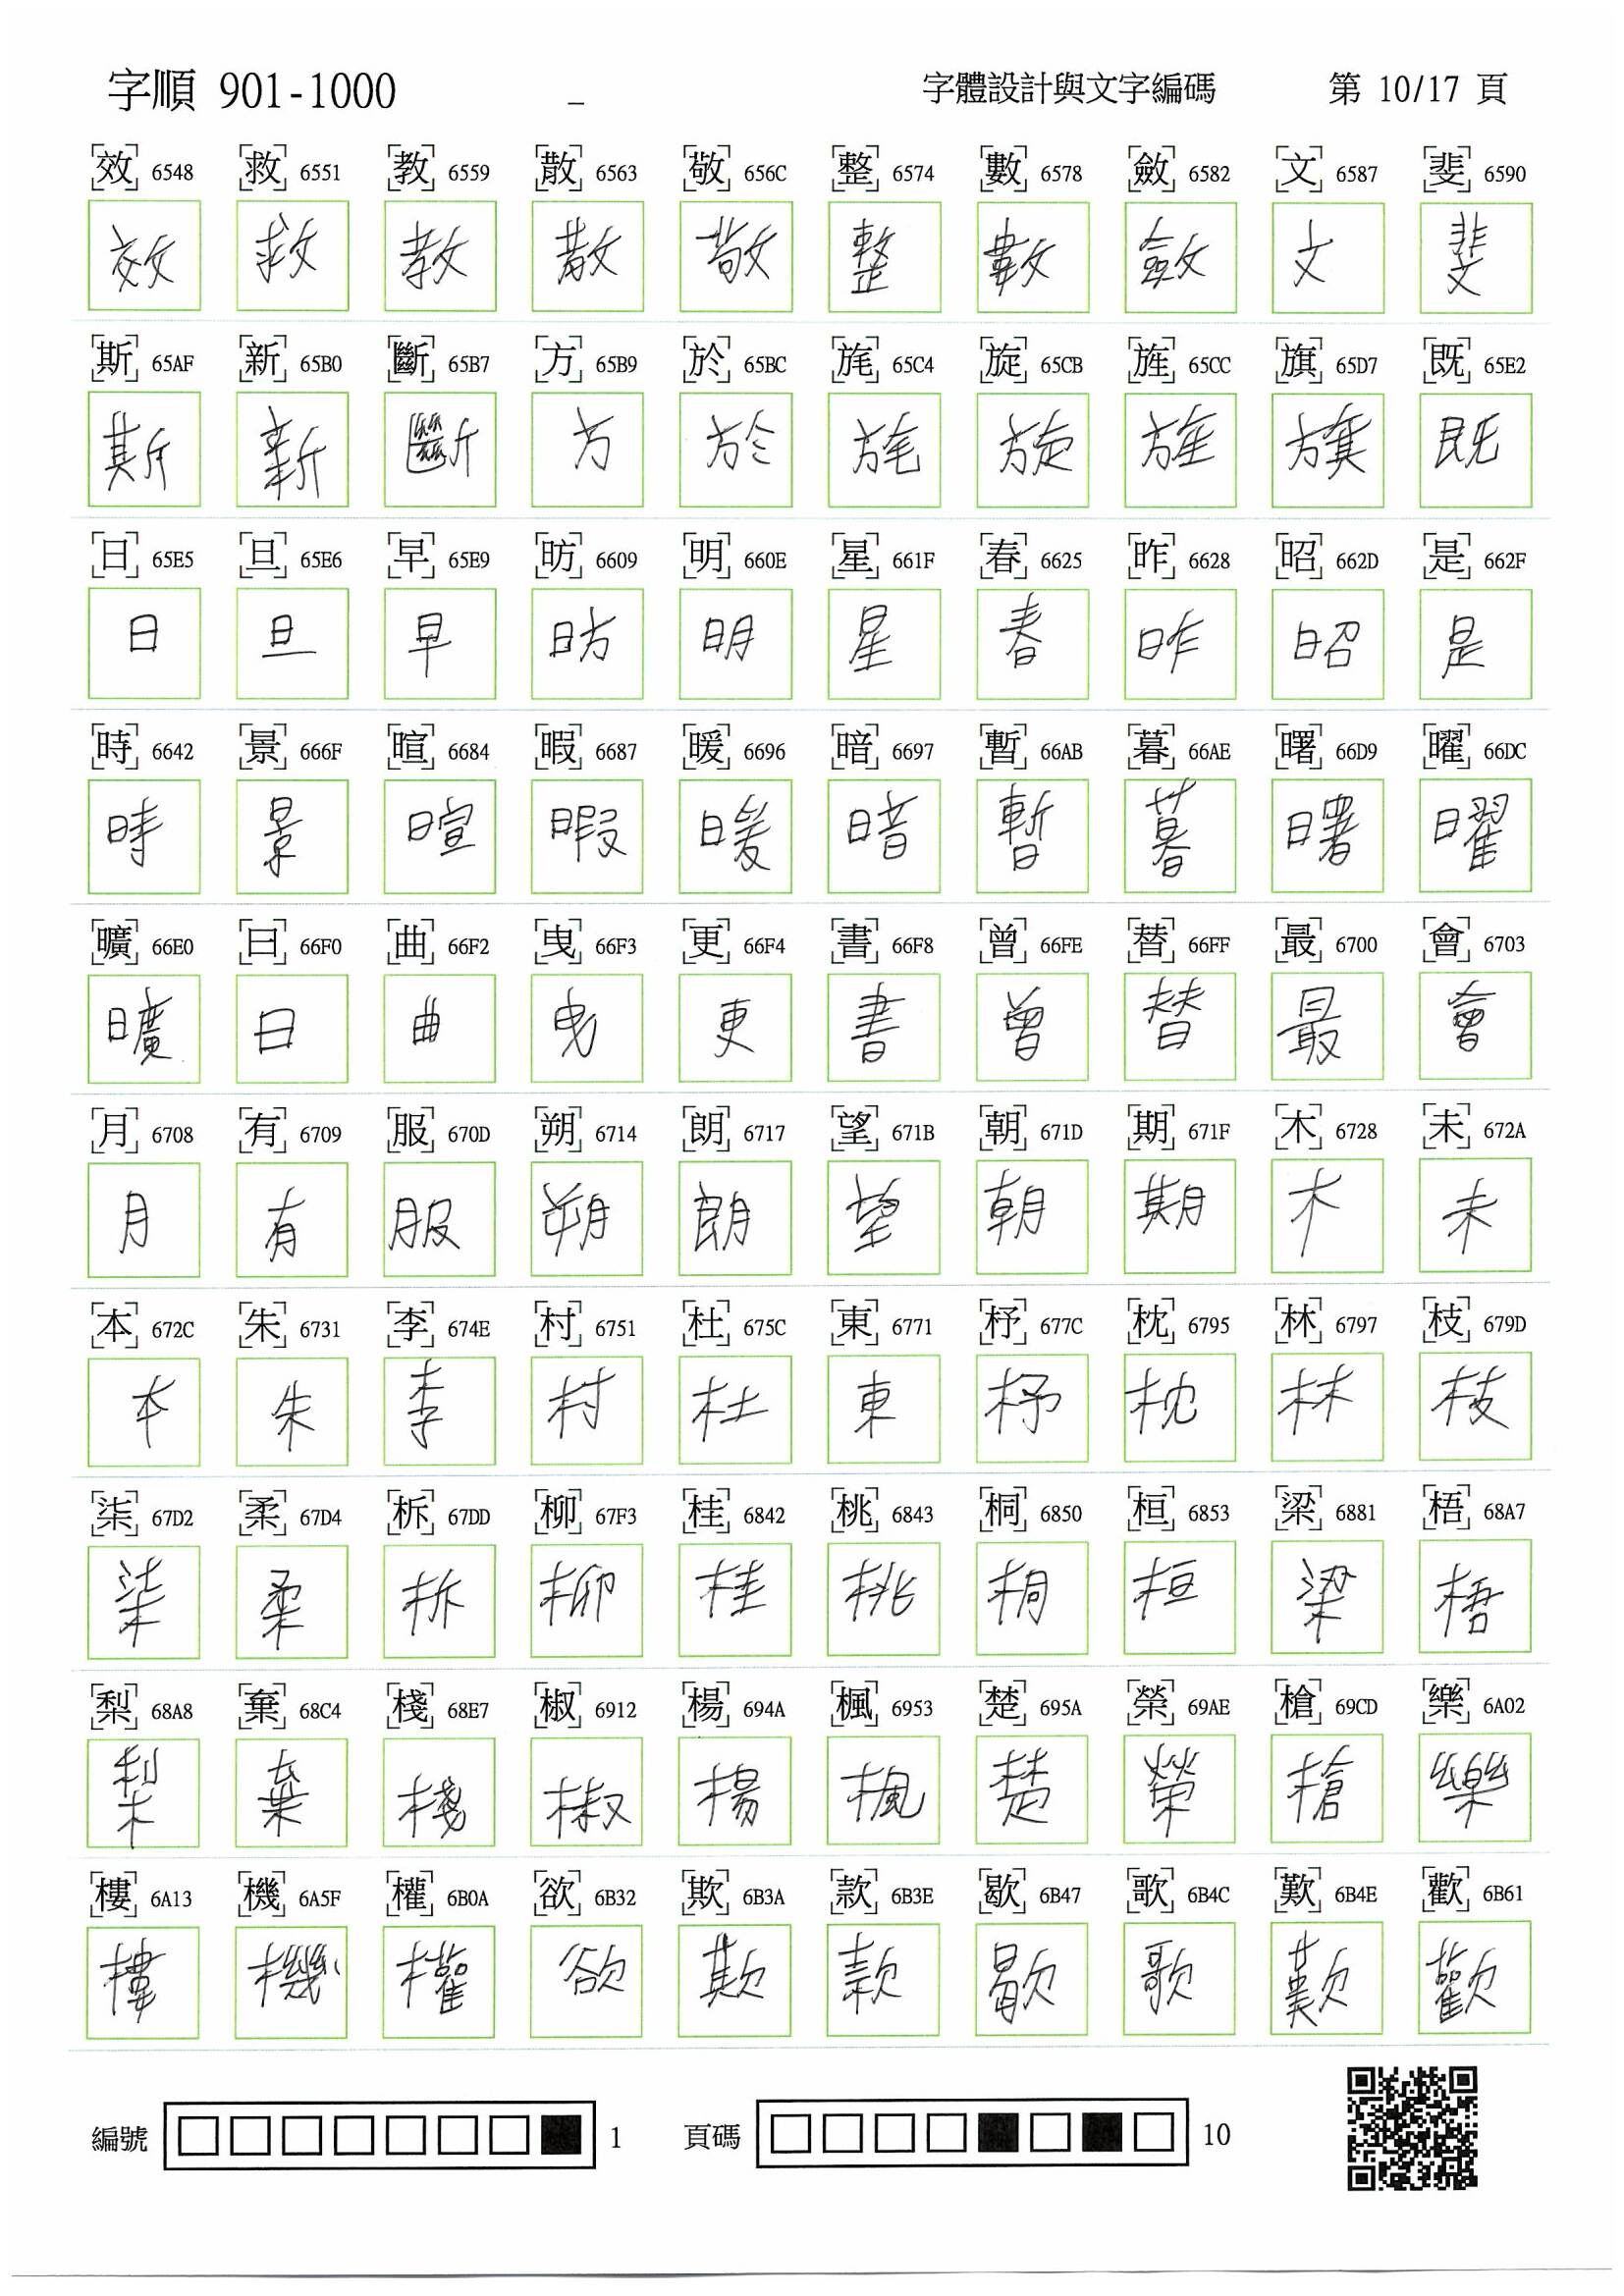 字順 901-1000 _ 字體設計與文字編碼 第 10/17 頁
效 6548 救 6551 教 6559 散 6563 敬 656C 整 6574 數 6578 斂 6582 文 6587 斐 6590
效 救 教 散 敬 整 數 斂 文 斐
斯 65AF 新 65B0 斷 65B7 方 65B9 於 65BC 旄 65C4 旋 65CB 旌 65CC 旗 65D7 既 65E2
斯 新 斷 方 於 旄 旋 旌 旗 既
日 65E5 旦 65E6 早 65E9 昉 6609 明 660E 星 661F 春 6625 昨 6628 昭 662D 是 662F
日 旦 早 昉 明 星 春 昨 昭 是
時 6642 景 666F 暄 6684 暇 6687 暖 6696 暗 6697 暫 66AB 暮 66AE 曙 66D9 曜 66DC
時 景 暄 暇 暖 暗 暫 暮 曙 曜
曠 66E0 曰 66F0 曲 66F2 曳 66F3 更 66F4 書 66F8 曾 66FE 替 66FF 最 6700 會 6703
曠 曰 曲 曳 更 書 曾 替 最 會
月 6708 有 6709 服 670D 朔 6714 朗 6717 望 671B 朝 671D 期 671F 木 6728 未 672A
月 有 服 朔 朗 望 朝 期 木 未
本 672C 朱 6731 李 674E 村 6751 杜 675C 東 6771 杼 677C 枕 6795 林 6797 枝 679D
本 朱 李 村 杜 東 杼 枕 林 枝
柒 67D2 柔 67D4 柝 67DD 柳 67F3 桂 6842 桃 6843 桐 6850 桓 6853 梁 6881 梧 68A7
柒 柔 柝 柳 桂 桃 桐 桓 梁 梧
梨 68A8 棄 68C4 棧 68E7 椒 6912 楊 694A 楓 6953 楚 695A 榮 69AE 槍 69CD 樂 6A02
梨 棄 棧 椒 楊 楓 楚 榮 槍 樂
樓 6A13 機 6A5F 權 6B0A 欲 6B32 欺 6B3A 款 6B3E 歇 6B47 歌 6B4C 歎 6B4E 歡 6B61
樓 機 權 欲 欺 款 歇 歌 歎 歡
編號 1 頁碼 10